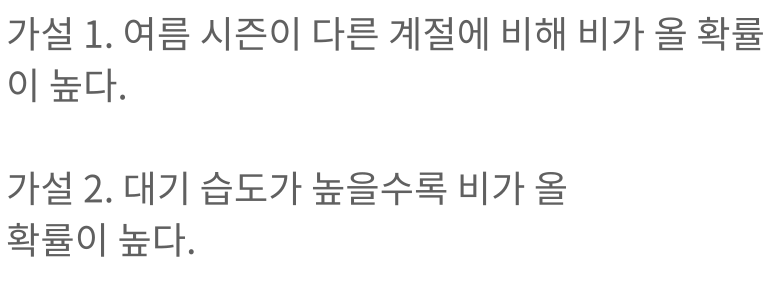 가설 1. 여름 시즌이 다른 계절에 비해 비가 올 확률
이 높다.
가설 2. 대기 습도가 높을수록 비가 올
확률이 높다.